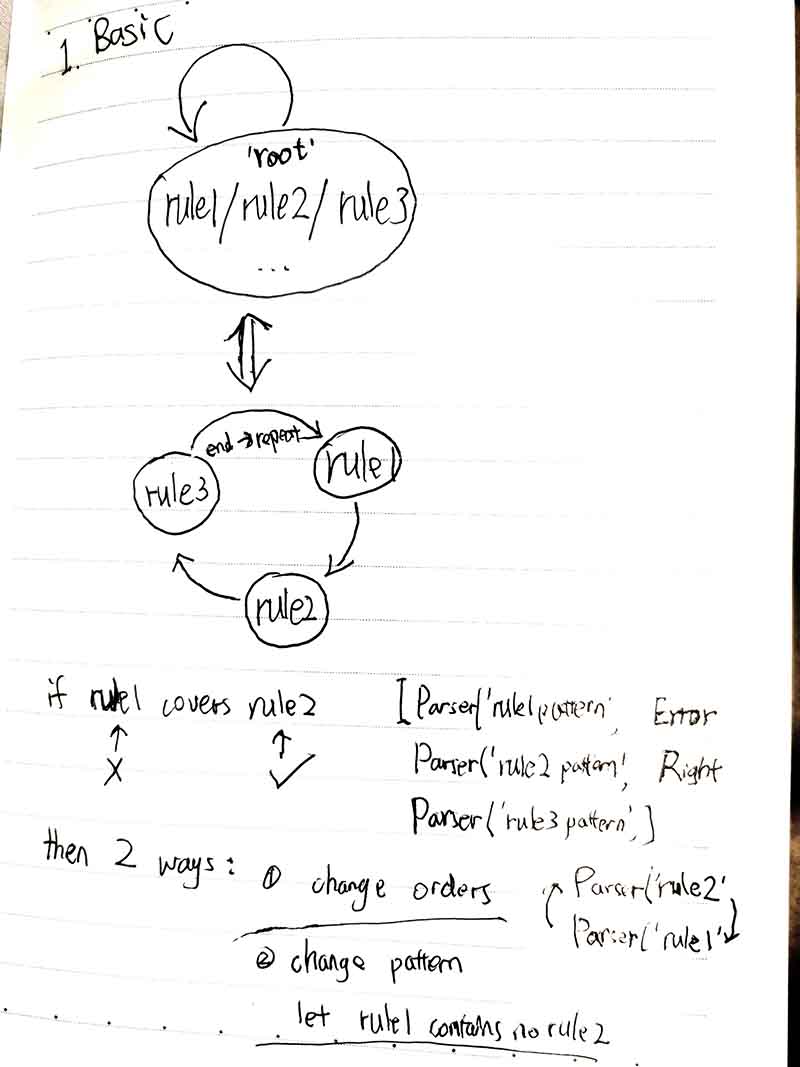 1. Basic
'root'
rule1/rule2/rule3
...
end → repeat
rule1
rule3
rule2
if rule1 covers rule2
X ✓
[Parser('rule1 pattern', Error
Parser('rule2 pattern', Right
Parser('rule3 pattern',]
then 2 ways: ① change orders
Parser('rule2'
Parser('rule1'
② change pattern
let rule1 contains no rule2